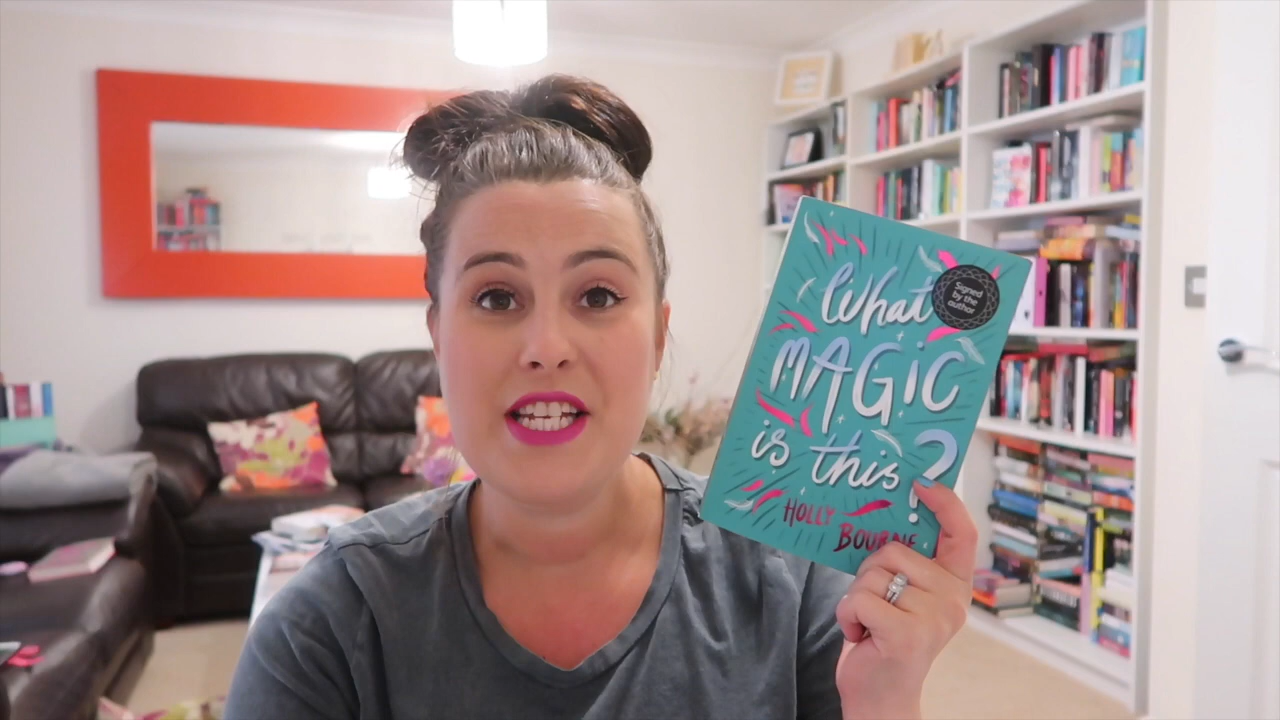 What
Signed
by the
author
MAGiC
is this?
HOLLY
BOURNE